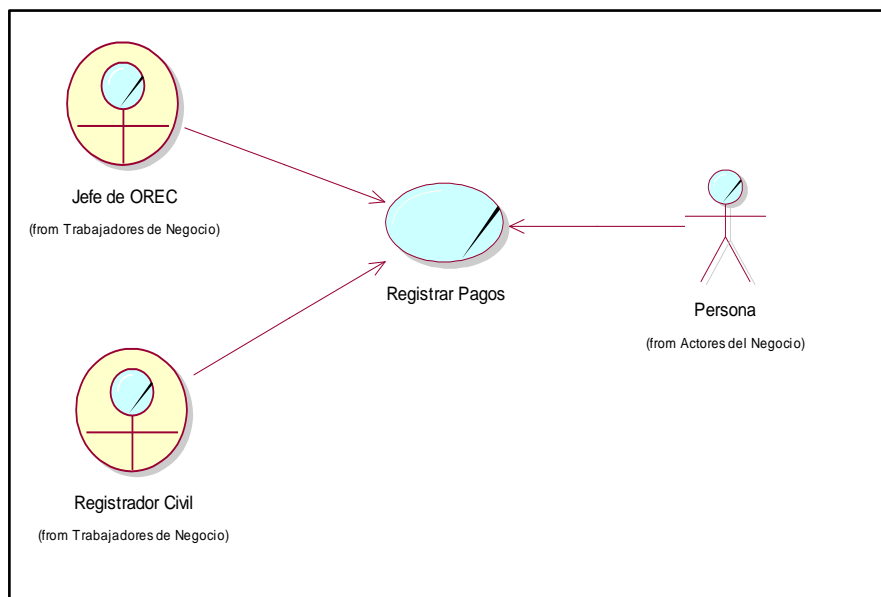 Jefe de OREC
(from Trabajadores de Negocio)
Registrar Pagos
Persona
(from Actores del Negocio)
Registrador Civil
(from Trabajadores de Negocio)